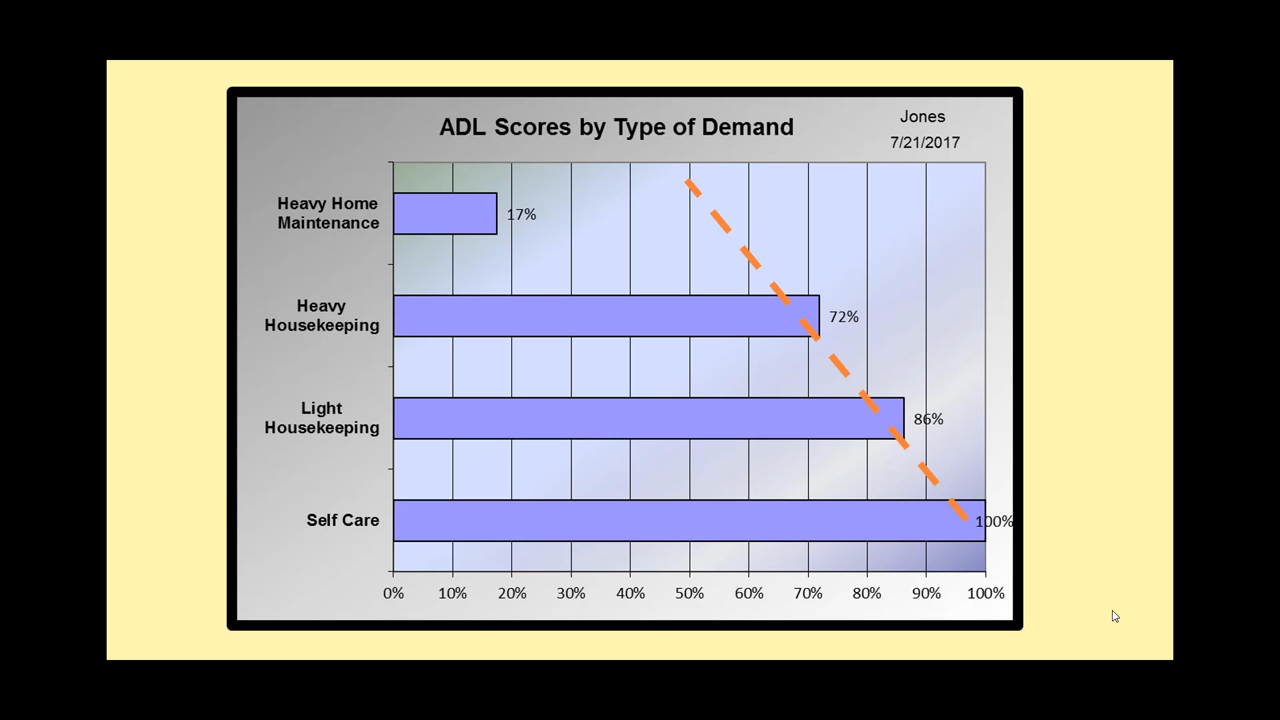 ADL Scores by Type of Demand
Jones
7/21/2017
Heavy Home
Maintenance
17%
Heavy
Housekeeping
72%
Light
Housekeeping
86%
Self Care
100%
0% 10% 20% 30% 40% 50% 60% 70% 80% 90% 100%